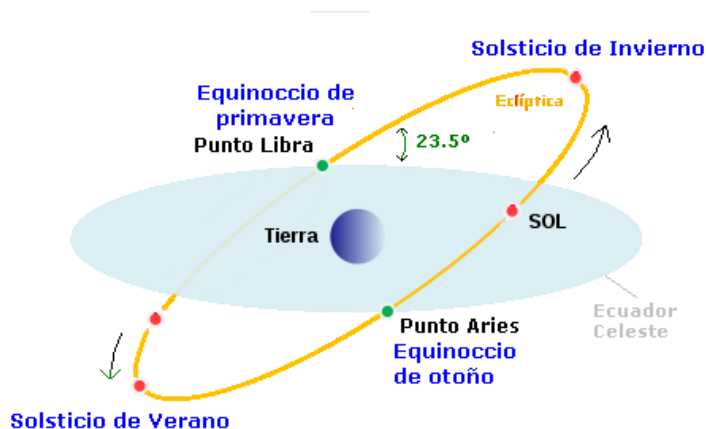 Solsticio de Invierno
Equinoccio de
primavera
Punto Libra
Eclíptica
23.5º
Tierra
SOL
Ecuador
Celeste
Punto Aries
Equinoccio
de otoño
Solsticio de Verano